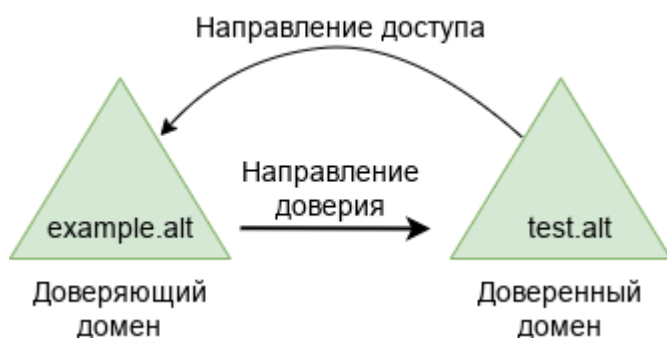 Направление доступа
Направление
доверия
example.alt
test.alt
Доверяющий
домен
Доверенный
домен